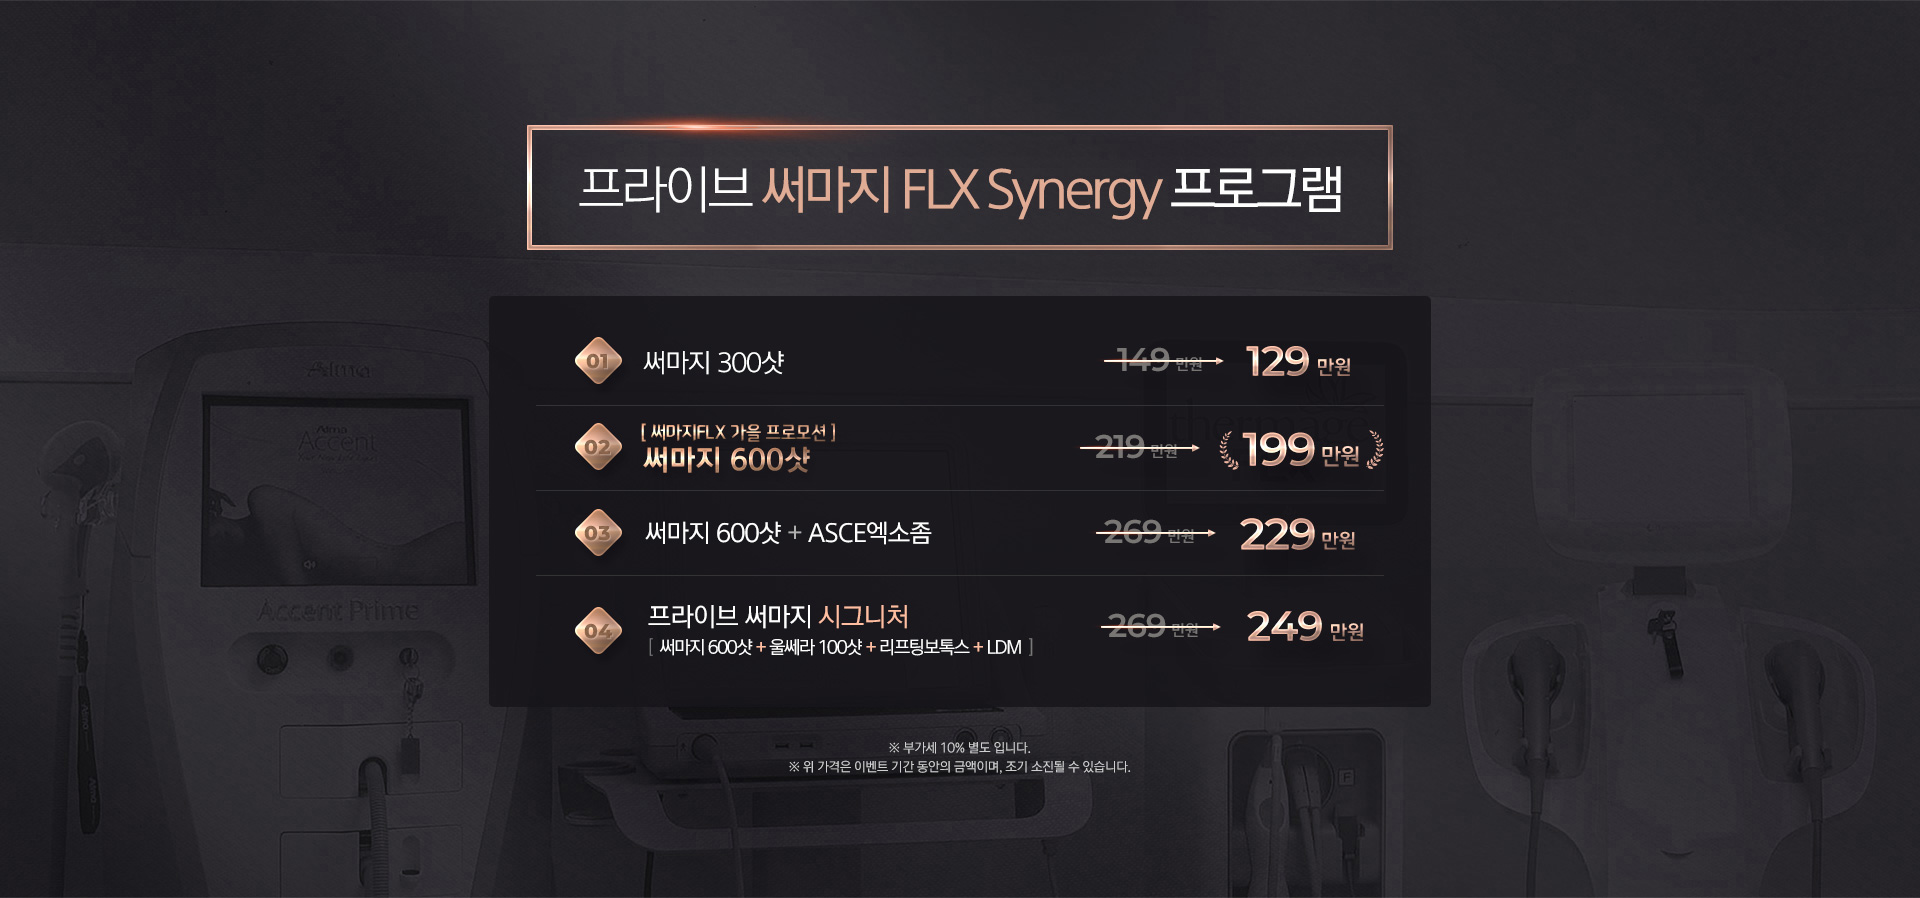 프라이브 써마지 FLX Synergy 프로그램
01 써마지 300샷 149 만원 129 만원
[ 써마지FLX 가을 프로모션 ]
02 써마지 600샷 219 만원 199 만원
03 써마지 600샷 + ASCE엑소좀 269 만원 229 만원
04 프라이브 써마지 시그니처 269 만원 249 만원
[ 써마지 600샷 + 울쎄라 100샷 + 리프팅보톡스 + LDM ]
※ 부가세 10% 별도 입니다.
※ 위 가격은 이벤트 기간 동안의 금액이며, 조기 소진될 수 있습니다.
Alma
Alma
Accent
Accent Prime
F